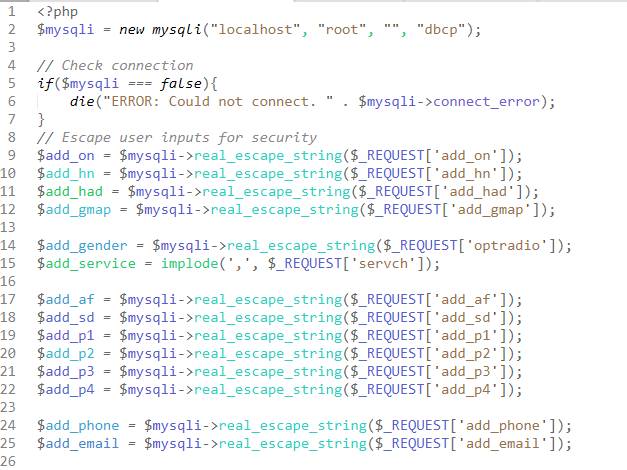 1 <?php
2 $mysqli = new mysqli("localhost", "root", "", "dbcp");
3
4 // Check connection
5 if($mysqli === false){
6 die("ERROR: Could not connect. " . $mysqli->connect_error);
7 }
8 // Escape user inputs for security
9 $add_on = $mysqli->real_escape_string($_REQUEST['add_on']);
10 $add_hn = $mysqli->real_escape_string($_REQUEST['add_hn']);
11 $add_had = $mysqli->real_escape_string($_REQUEST['add_had']);
12 $add_gmap = $mysqli->real_escape_string($_REQUEST['add_gmap']);
13
14 $add_gender = $mysqli->real_escape_string($_REQUEST['optradio']);
15 $add_service = implode(',', $_REQUEST['servch']);
16
17 $add_af = $mysqli->real_escape_string($_REQUEST['add_af']);
18 $add_sd = $mysqli->real_escape_string($_REQUEST['add_sd']);
19 $add_p1 = $mysqli->real_escape_string($_REQUEST['add_p1']);
20 $add_p2 = $mysqli->real_escape_string($_REQUEST['add_p2']);
21 $add_p3 = $mysqli->real_escape_string($_REQUEST['add_p3']);
22 $add_p4 = $mysqli->real_escape_string($_REQUEST['add_p4']);
23
24 $add_phone = $mysqli->real_escape_string($_REQUEST['add_phone']);
25 $add_email = $mysqli->real_escape_string($_REQUEST['add_email']);
26